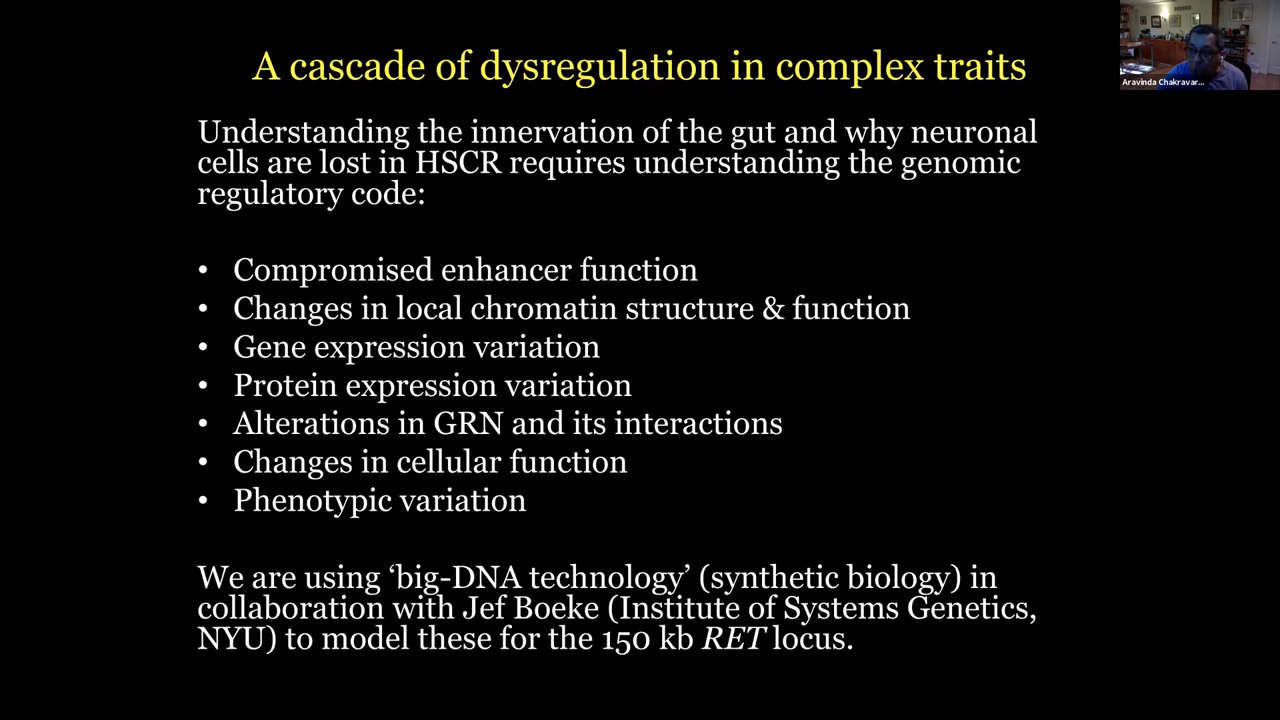 A cascade of dysregulation in complex traits
Aravinda Chakravar...
Understanding the innervation of the gut and why neuronal
cells are lost in HSCR requires understanding the genomic
regulatory code:
• Compromised enhancer function
• Changes in local chromatin structure & function
• Gene expression variation
• Protein expression variation
• Alterations in GRN and its interactions
• Changes in cellular function
• Phenotypic variation
We are using ‘big-DNA technology’ (synthetic biology) in
collaboration with Jef Boeke (Institute of Systems Genetics,
NYU) to model these for the 150 kb RET locus.